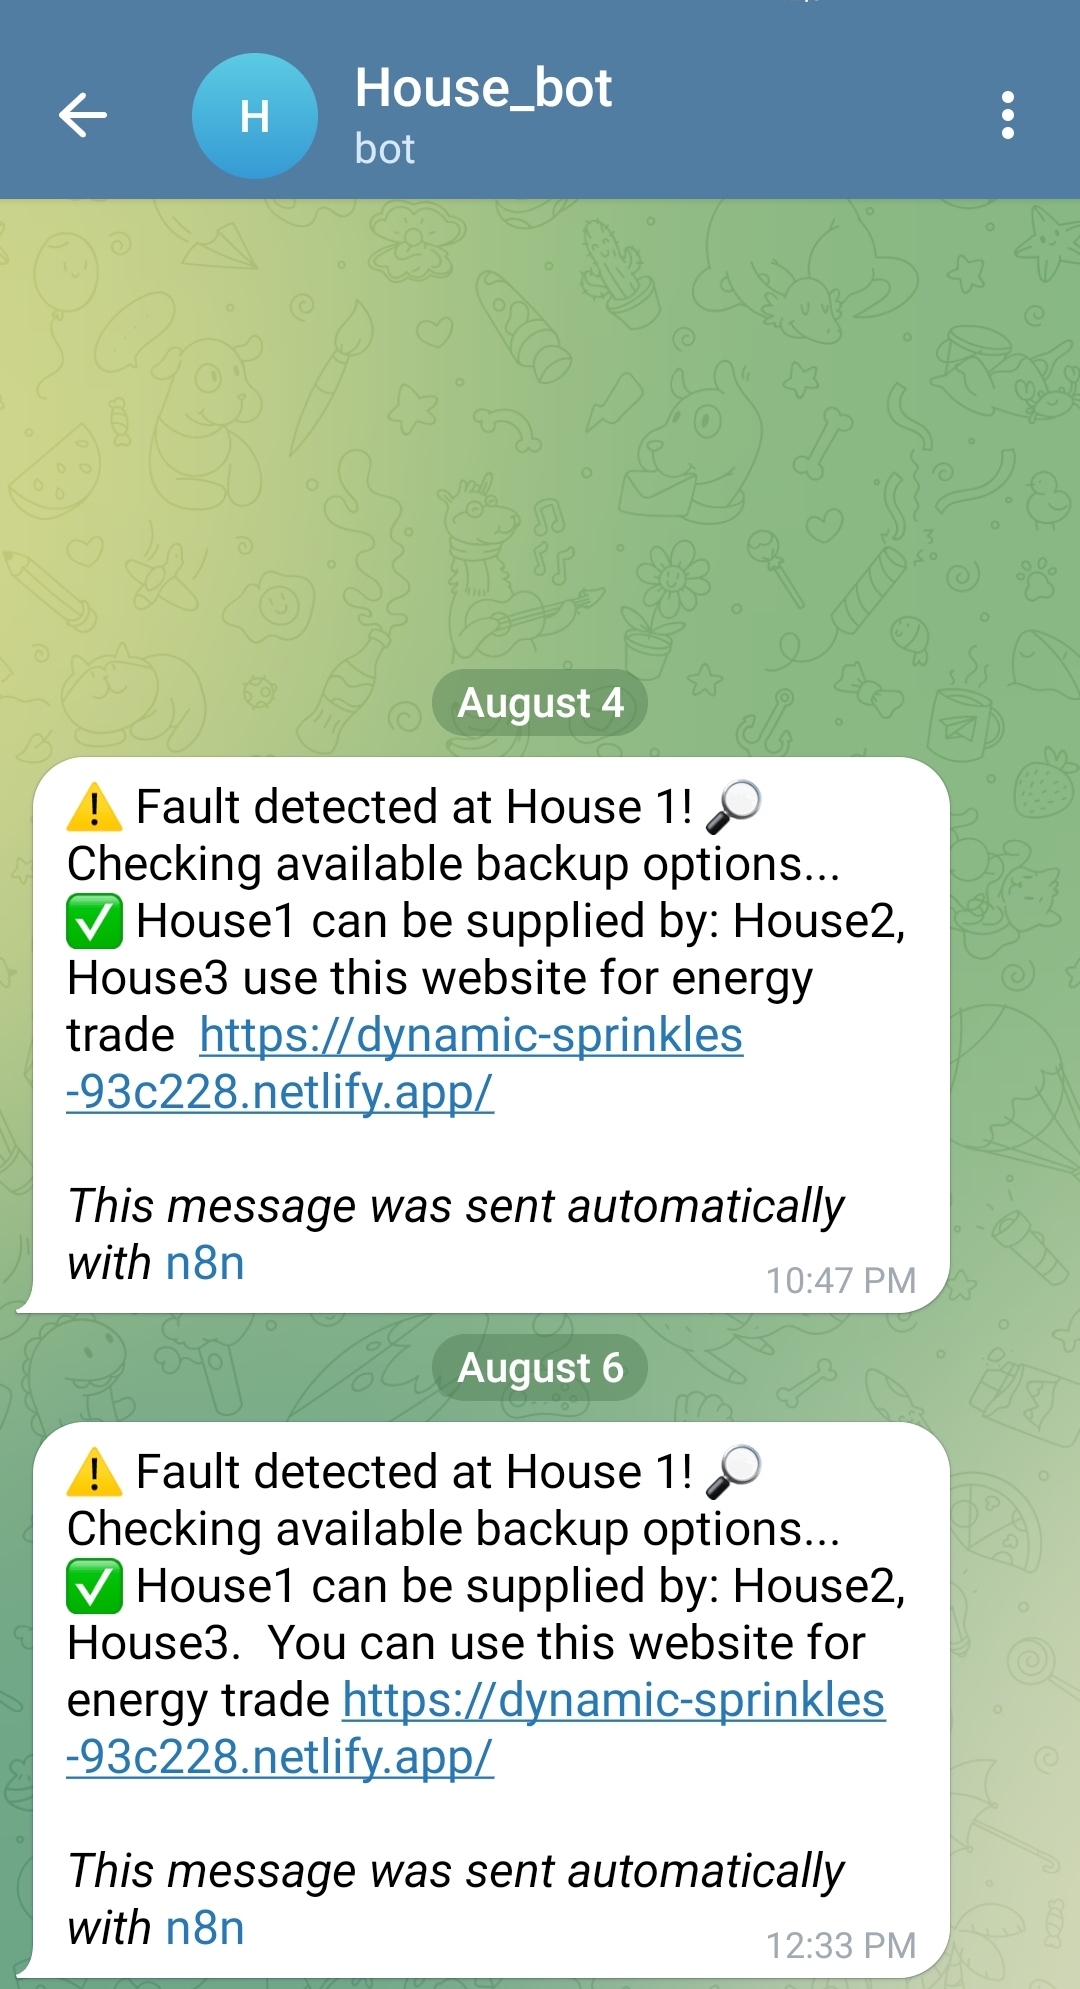 House_bot
bot
H
August 4
⚠️ Fault detected at House 1! 🔎
Checking available backup options...
✅ House1 can be supplied by: House2,
House3 use this website for energy
trade  https://dynamic-sprinkles
-93c228.netlify.app/
This message was sent automatically
with n8n
10:47 PM
August 6
⚠️ Fault detected at House 1! 🔎
Checking available backup options...
✅ House1 can be supplied by: House2,
House3.  You can use this website for
energy trade https://dynamic-sprinkles
-93c228.netlify.app/
This message was sent automatically
with n8n
12:33 PM